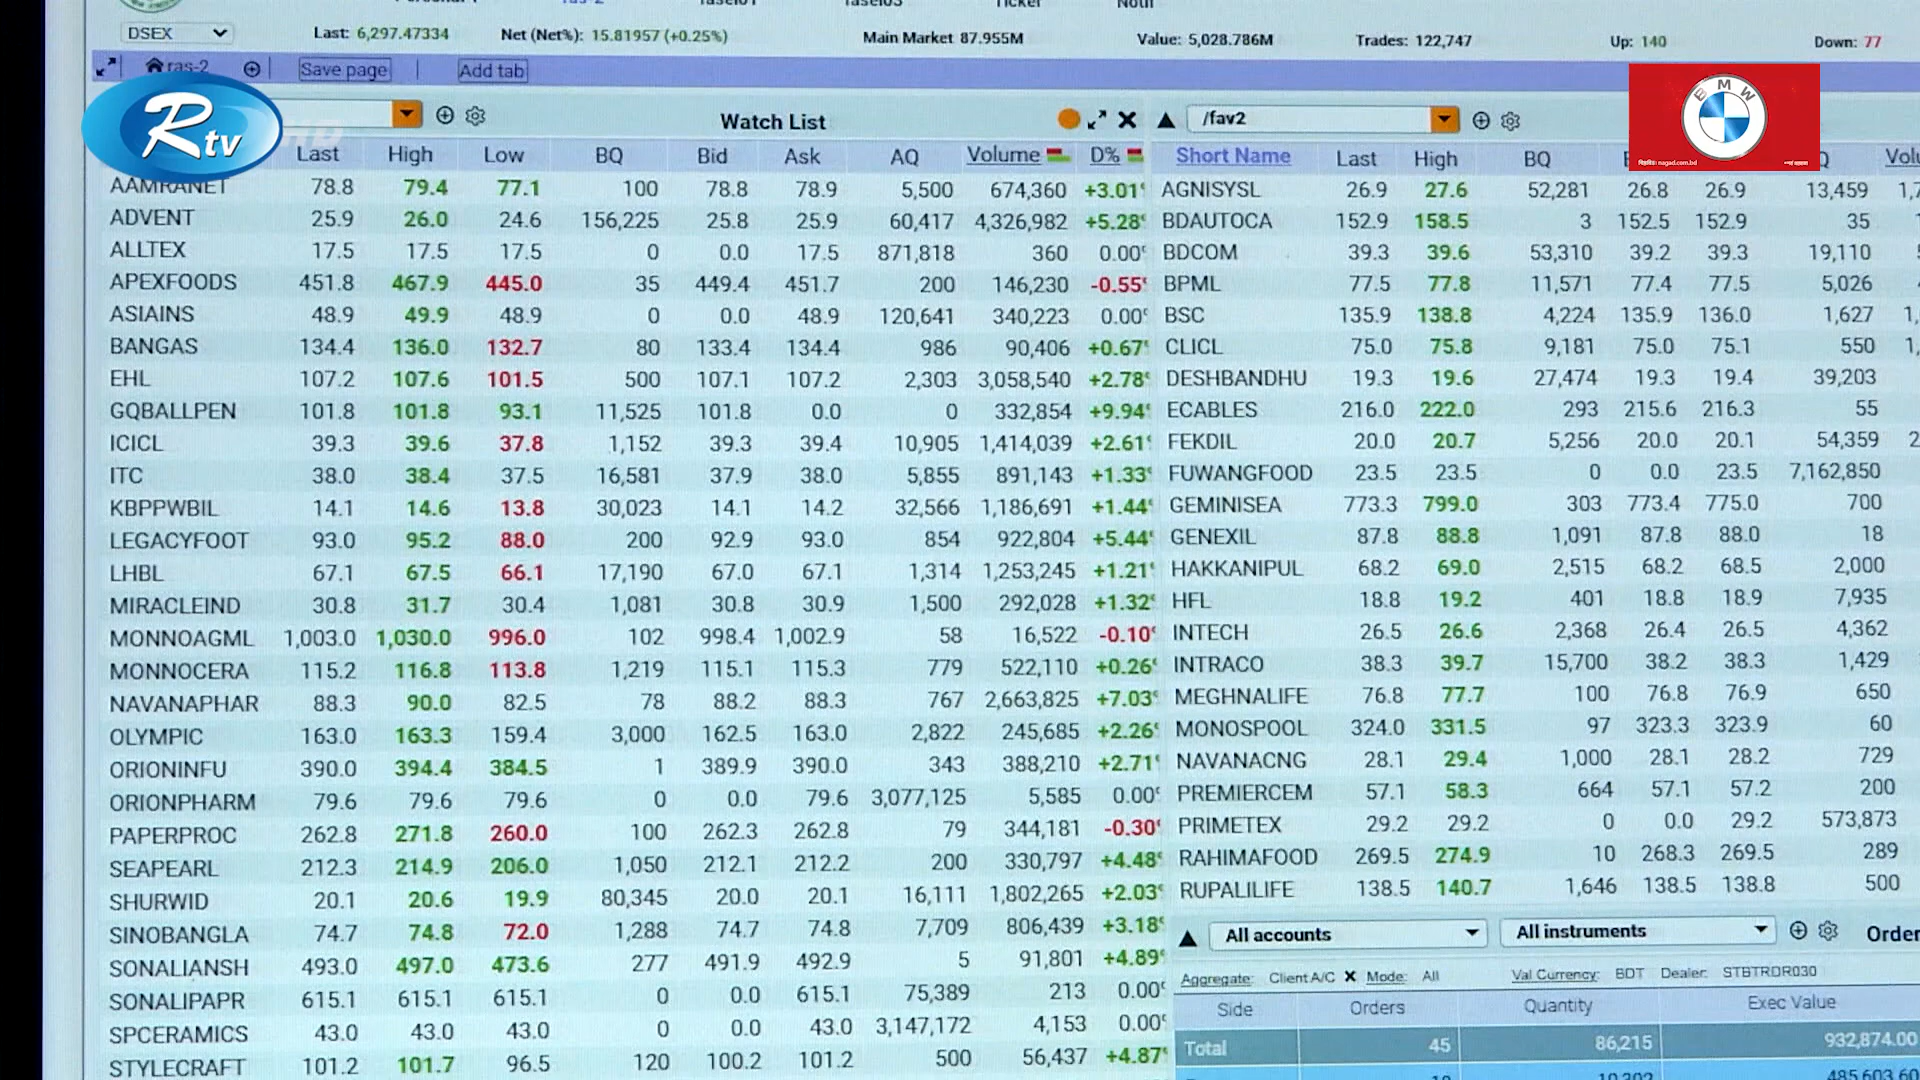 DSEX Last: 6,297.47334 Net (Net%): 15.81957 (+0.25%) Main Market 87.955M Value: 5,028.786M Trades: 122,747 Up: 140 Down: 77
ras-2 Save page Add tab
Rtv
Watch List
/fav2
BMW
nagad.com.bd
Last High Low BQ Bid Ask AQ Volume D%
AAMRANET 78.8 79.4 77.1 100 78.8 78.9 5,500 674,360 +3.01
ADVENT 25.9 26.0 24.6 156,225 25.8 25.9 60,417 4,326,982 +5.28
ALLTEX 17.5 17.5 17.5 0 0.0 17.5 871,818 360 0.00
APEXFOODS 451.8 467.9 445.0 35 449.4 451.7 200 146,230 -0.55
ASIAINS 48.9 49.9 48.9 0 0.0 48.9 120,641 340,223 0.00
BANGAS 134.4 136.0 132.7 80 133.4 134.4 986 90,406 +0.67
EHL 107.2 107.6 101.5 500 107.1 107.2 2,303 3,058,540 +2.78
GQBALLPEN 101.8 101.8 93.1 11,525 101.8 0.0 0 332,854 +9.94
ICICL 39.3 39.6 37.8 1,152 39.3 39.4 10,905 1,414,039 +2.61
ITC 38.0 38.4 37.5 16,581 37.9 38.0 5,855 891,143 +1.33
KBPPWBIL 14.1 14.6 13.8 30,023 14.1 14.2 32,566 1,186,691 +1.44
LEGACYFOOT 93.0 95.2 88.0 200 92.9 93.0 854 922,804 +5.44
LHBL 67.1 67.5 66.1 17,190 67.0 67.1 1,314 1,253,245 +1.21
MIRACLEIND 30.8 31.7 30.4 1,081 30.8 30.9 1,500 292,028 +1.32
MONNOAGML 1,003.0 1,030.0 996.0 102 998.4 1,002.9 58 16,522 -0.10
MONNOCERA 115.2 116.8 113.8 1,219 115.1 115.3 779 522,110 +0.26
NAVANAPHAR 88.3 90.0 82.5 78 88.2 88.3 767 2,663,825 +7.03
OLYMPIC 163.0 163.3 159.4 3,000 162.5 163.0 2,822 245,685 +2.26
ORIONINFU 390.0 394.4 384.5 1 389.9 390.0 343 388,210 +2.71
ORIONPHARM 79.6 79.6 79.6 0 0.0 79.6 3,077,125 5,585 0.00
PAPERPROC 262.8 271.8 260.0 100 262.3 262.8 79 344,181 -0.30
SEAPEARL 212.3 214.9 206.0 1,050 212.1 212.2 200 330,797 +4.48
SHURWID 20.1 20.6 19.9 80,345 20.0 20.1 16,111 1,802,265 +2.03
SINOBANGLA 74.7 74.8 72.0 1,288 74.7 74.8 7,709 806,439 +3.18
SONALIANSH 493.0 497.0 473.6 277 491.9 492.9 5 91,801 +4.89
SONALIPAPR 615.1 615.1 615.1 0 0.0 615.1 75,389 213 0.00
SPCERAMICS 43.0 43.0 43.0 0 0.0 43.0 3,147,172 4,153 0.00
STYLECRAFT 101.2 101.7 96.5 120 100.2 101.2 500 56,437 +4.87
Short Name Last High BQ
AGNISYSL 26.9 27.6 52,281 26.8 26.9 13,459
BDAUTOCA 152.9 158.5 3 152.5 152.9 35
BDCOM 39.3 39.6 53,310 39.2 39.3 19,110
BPML 77.5 77.8 11,571 77.4 77.5 5,026
BSC 135.9 138.8 4,224 135.9 136.0 1,627
CLICL 75.0 75.8 9,181 75.0 75.1 550
DESHBANDHU 19.3 19.6 27,474 19.3 19.4 39,203
ECABLES 216.0 222.0 293 215.6 216.3 55
FEKDIL 20.0 20.7 5,256 20.0 20.1 54,359
FUWANGFOOD 23.5 23.5 0 0.0 23.5 7,162,850
GEMINISEA 773.3 799.0 303 773.4 775.0 700
GENEXIL 87.8 88.8 1,091 87.8 88.0 18
HAKKANIPUL 68.2 69.0 2,515 68.2 68.5 2,000
HFL 18.8 19.2 401 18.8 18.9 7,935
INTECH 26.5 26.6 2,368 26.4 26.5 4,362
INTRACO 38.3 39.7 15,700 38.2 38.3 1,429
MEGHNALIFE 76.8 77.7 100 76.8 76.9 650
MONOSPOOL 324.0 331.5 97 323.3 323.9 60
NAVANACNG 28.1 29.4 1,000 28.1 28.2 729
PREMIERCEM 57.1 58.3 664 57.1 57.2 200
PRIMETEX 29.2 29.2 0 0.0 29.2 573,873
RAHIMAFOOD 269.5 274.9 10 268.3 269.5 289
RUPALILIFE 138.5 140.7 1,646 138.5 138.8 500
All accounts All instruments Order
Aggregate: Client A/C Mode: All Val Currency: BDT Dealer: STBTRDR030
Side Orders Quantity Exec Value
Total 45 86,215 932,874.00